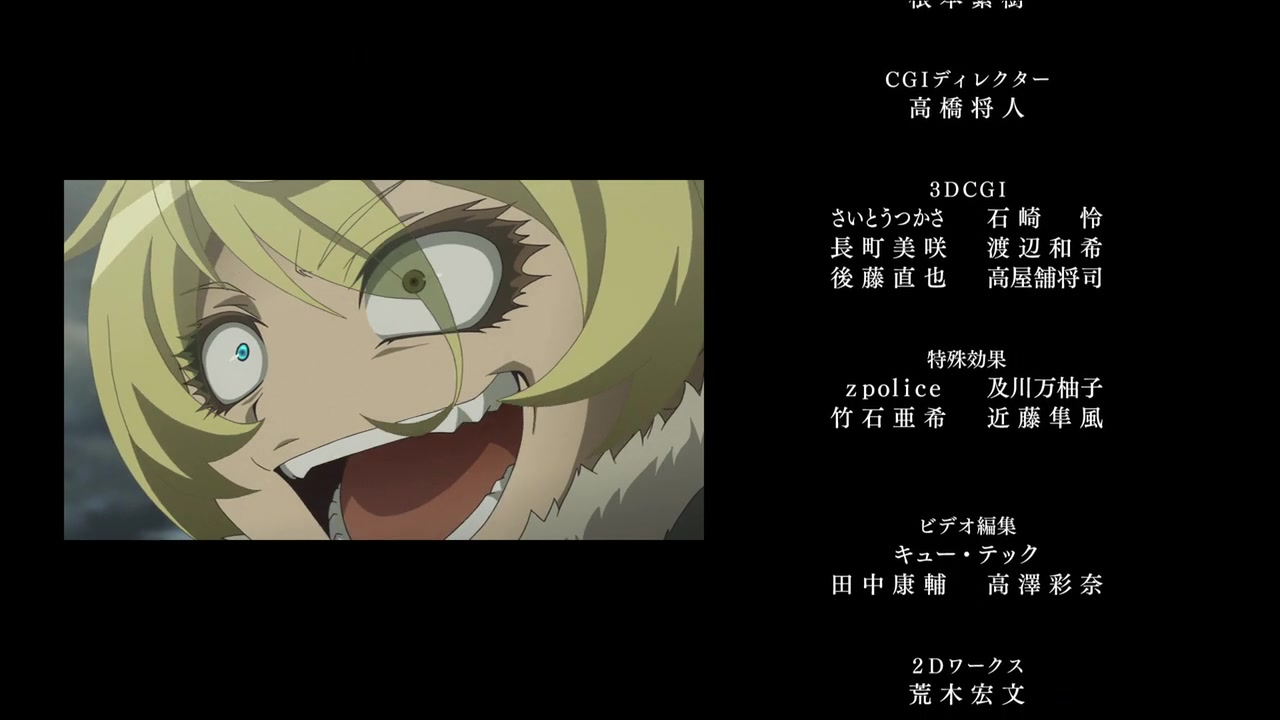 根本繁樹
CGIディレクター
高橋将人
3DCGI
さいとうつかさ 石崎 怜
長町美咲 渡辺和希
後藤直也 高屋舗将司
特殊効果
zpolice 及川万柚子
竹石亜希 近藤隼風
ビデオ編集
キュー・テック
田中康輔 高澤彩奈
2Dワークス
荒木宏文